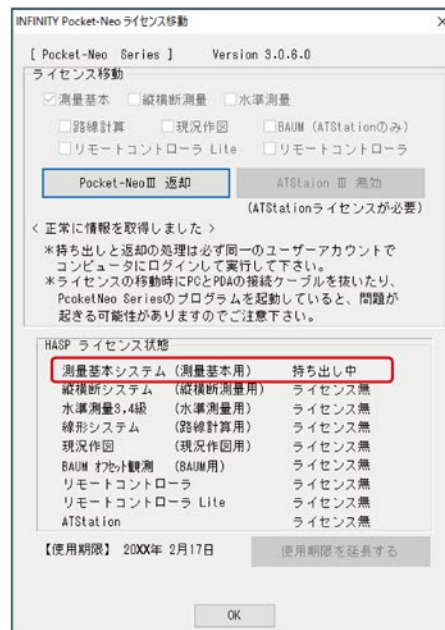 INFINITY Pocket-Neo ライセンス移動
[ Pocket-Neo Series ] Version 3.0.6.0
ライセンス移動
測量基本 縦横断測量 水準測量
路線計算 現況作図 BAUM (ATStationのみ)
リモートコントローラ Lite リモートコントローラ
Pocket-NeoⅢ 返却 ATStaion Ⅲ 無効
(ATStationライセンスが必要)
< 正常に情報を取得しました >
*持ち出しと返却の処理は必ず同一のユーザーアカウントで
コンピュータにログインして実行して下さい。
*ライセンスの移動時にPCとPDAの接続ケーブルを抜いたり、
PcoketNeo Seriesのプログラムを起動していると、問題が
起きる可能性がありますのでご注意下さい。
HASP ライセンス状態
測量基本システム (測量基本用) 持ち出し中
縦横断システム (縦横断測量用) ライセンス無
水準測量3,4級 (水準測量用) ライセンス無
線形システム (路線計算用) ライセンス無
現況作図 (現況作図用) ライセンス無
BAUM オフセット観測 (BAUM用) ライセンス無
リモートコントローラ ライセンス無
リモートコントローラ Lite ライセンス無
ATStation ライセンス無
【使用期限】 20XX年 2月17日 使用期限を延長する
OK